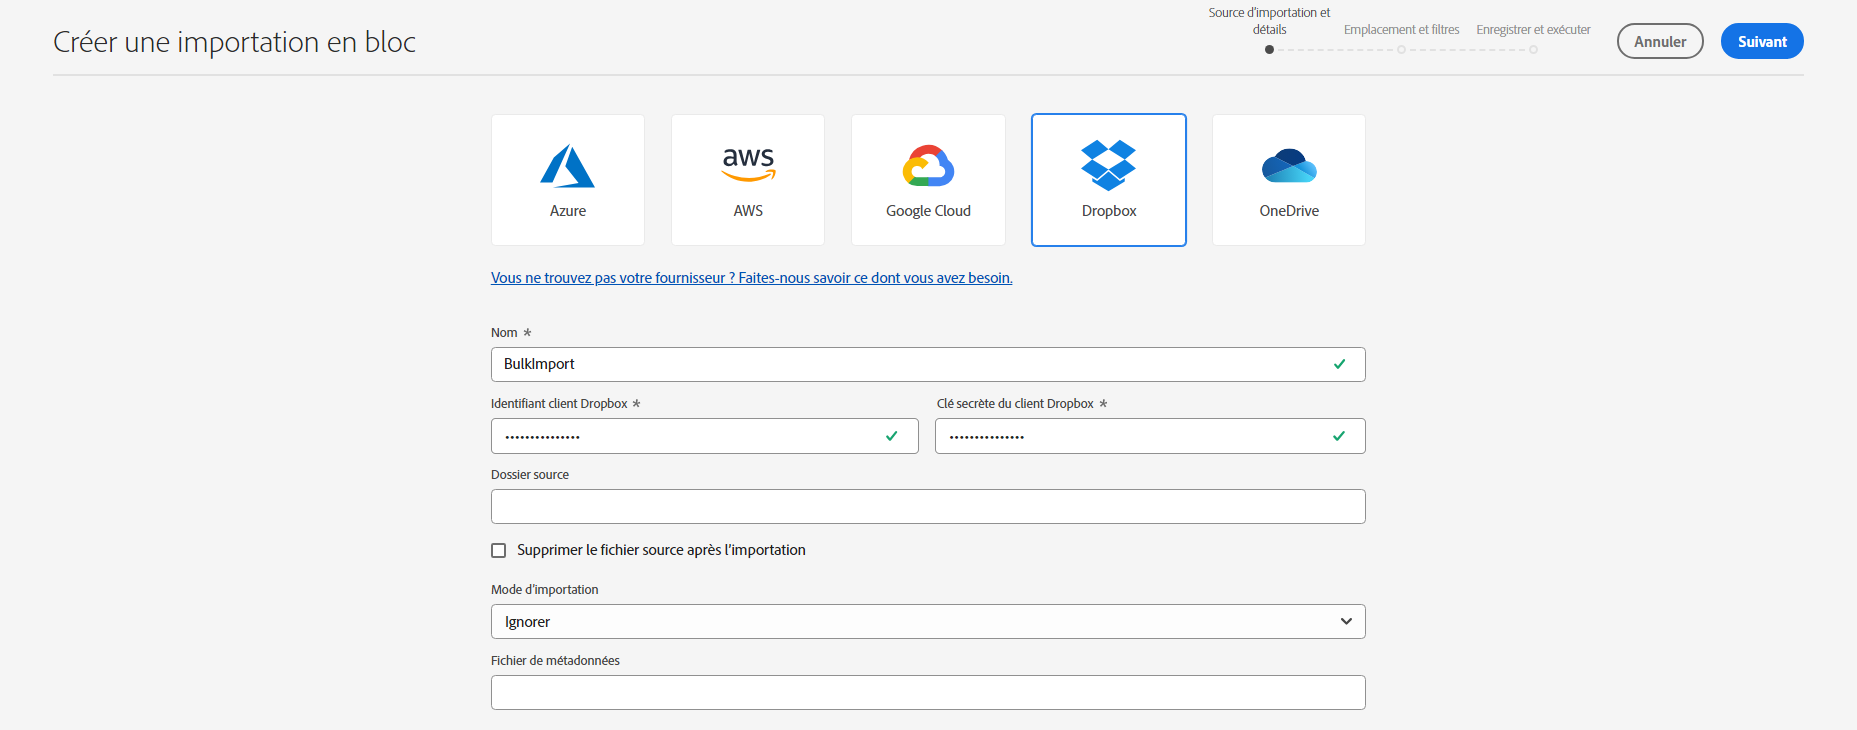 Créer une importation en bloc
Source d'importation et
détails
Emplacement et filtres
Enregistrer et exécuter
Annuler
Suivant
Azure
aws
AWS
Google Cloud
Dropbox
OneDrive
Vous ne trouvez pas votre fournisseur ? Faites-nous savoir ce dont vous avez besoin.
Nom *
BulkImport
Identifiant client Dropbox *
Clé secrète du client Dropbox *
•••••••••••••••
•••••••••••••••
Dossier source
Supprimer le fichier source après l'importation
Mode d'importation
Ignorer
Fichier de métadonnées